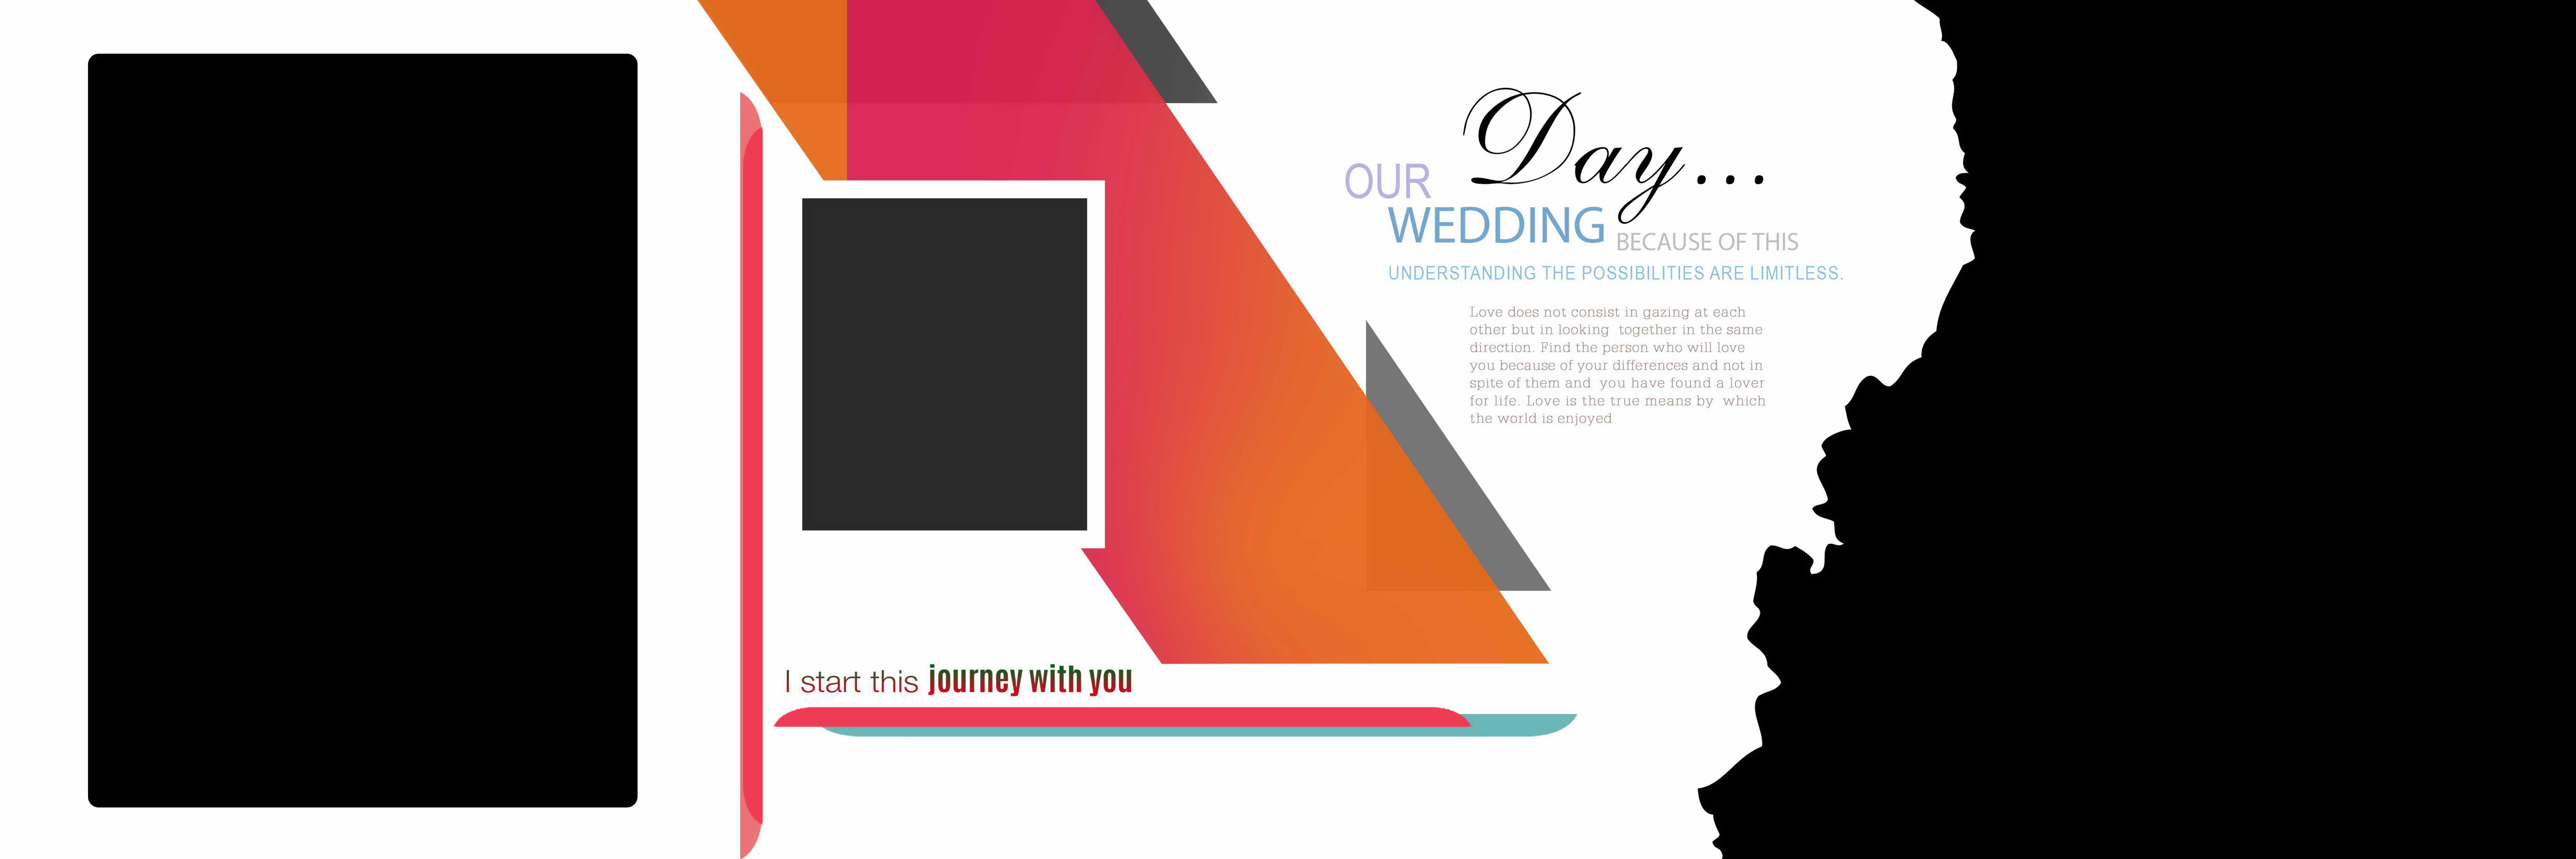 Day...
OUR
WEDDING
BECAUSE OF THIS
UNDERSTANDING THE POSSIBILITIES ARE LIMITLESS.
Love does not consist in gazing at each
other but in looking together in the same
direction. Find the person who will love
you because of your differences and not in
spite of them and you have found a lover
for life. Love is the true means by which
the world is enjoyed
I start this journey with you